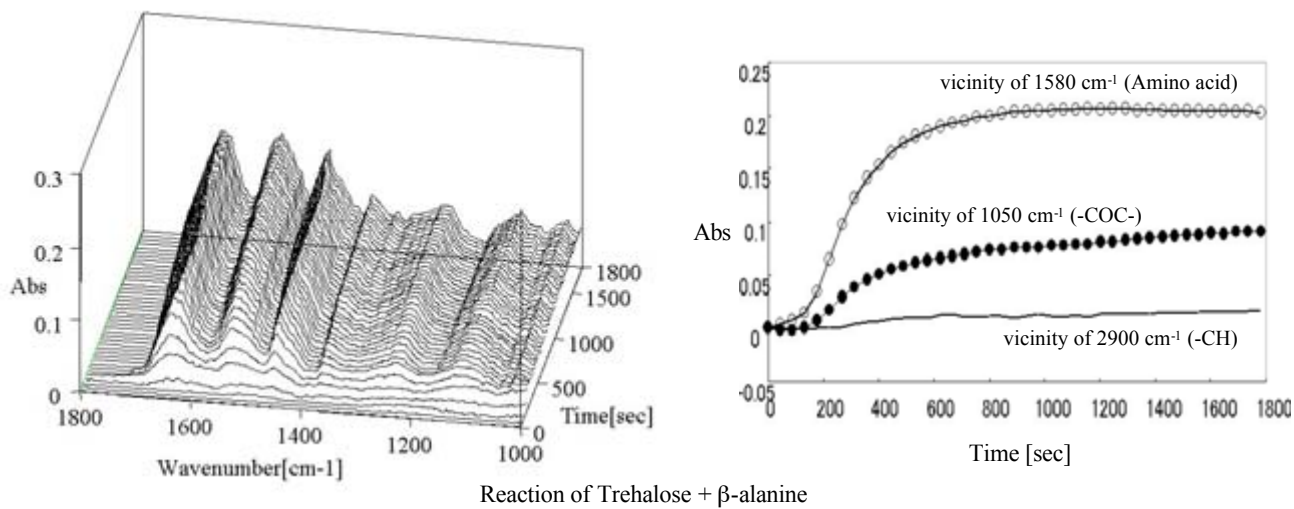 0.3
0.2
Abs
0.1
0
1800
1600
1400
1200
1000
Wavenumber[cm-1]
1800
1500
1000
500
0
Time[sec]
0.25
0.2
0.15
0.1
0.05
0
-0.05
Abs
vicinity of 1580 cm-1 (Amino acid)
vicinity of 1050 cm-1 (-COC-)
vicinity of 2900 cm-1 (-CH)
0 200 400 600 800 1000 1200 1400 1600 1800
Time [sec]
Reaction of Trehalose + β-alanine